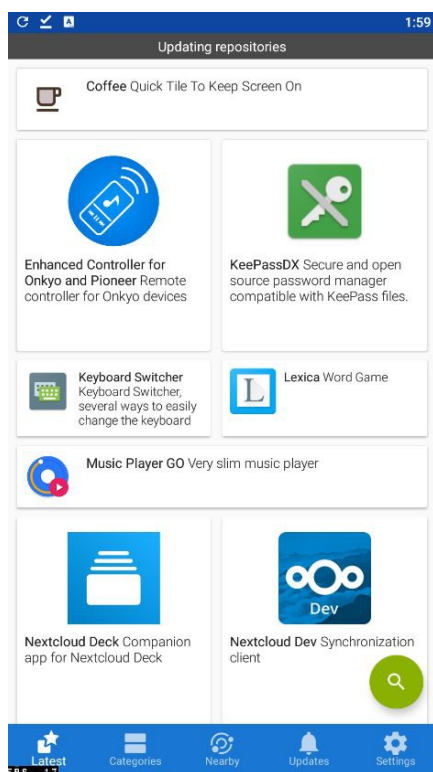 1:59
Updating repositories
Coffee Quick Tile To Keep Screen On
Enhanced Controller for
Onkyo and Pioneer Remote
controller for Onkyo devices
KeePassDX Secure and open
source password manager
compatible with KeePass files.
Keyboard Switcher
Keyboard Switcher,
several ways to easily
change the keyboard
L
Lexica Word Game
Music Player GO Very slim music player
Nextcloud Deck Companion
app for Nextcloud Deck
Dev
Nextcloud Dev Synchronization
client
Latest
Categories
Nearby
Updates
Settings